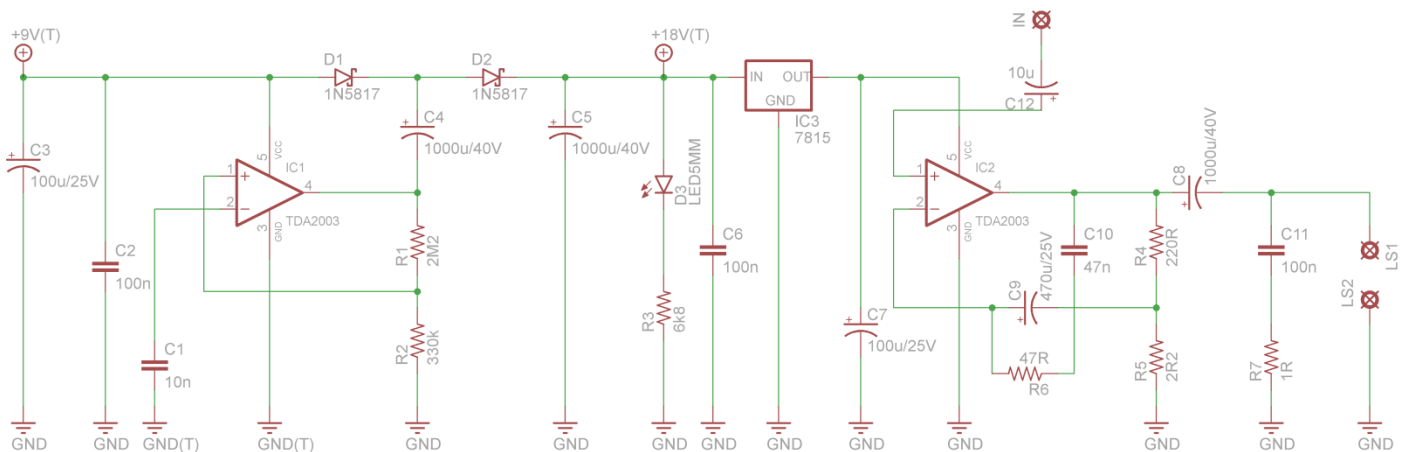 +9V(T)
C3
100u/25V
GND
C2
100n
GND
C1
10n
GND(T)
1
2
5
VCC
IC1
4
3
GND
TDA2003
GND(T)
D1
1N5817
C4
1000u/40V
R1
2M2
R2
330k
GND
D2
1N5817
C5
1000u/40V
GND
+18V(T)
D3
LED5MM
R3
6k8
GND
C6
100n
GND
IN
OUT
GND
IC3
7815
GND
C7
100u/25V
GND
IN
10u
C12
1
2
5
VCC
IC2
4
3
GND
TDA2003
GND
C9
470u/25V
47R
R6
C10
47n
R4
220R
R5
2R2
GND
C8
1000u/40V
C11
100n
R7
1R
GND
LS1
LS2
GND